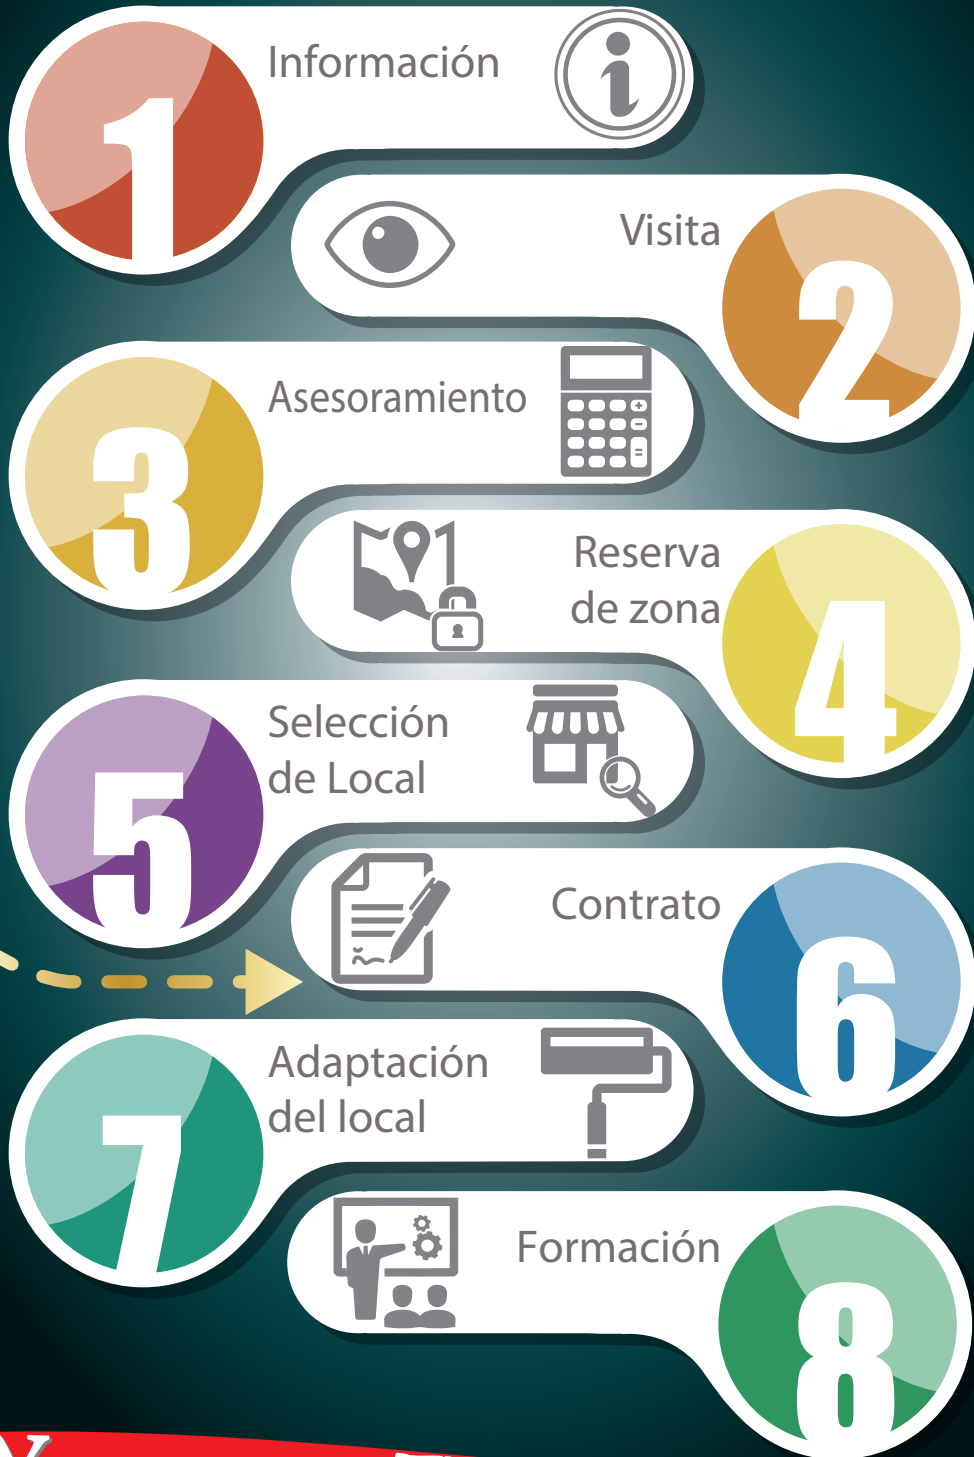 1
Información
Visita
2
3
Asesoramiento
Reserva
de zona
4
5
Selección
de Local
Contrato
6
7
Adaptación
del local
Formación
8